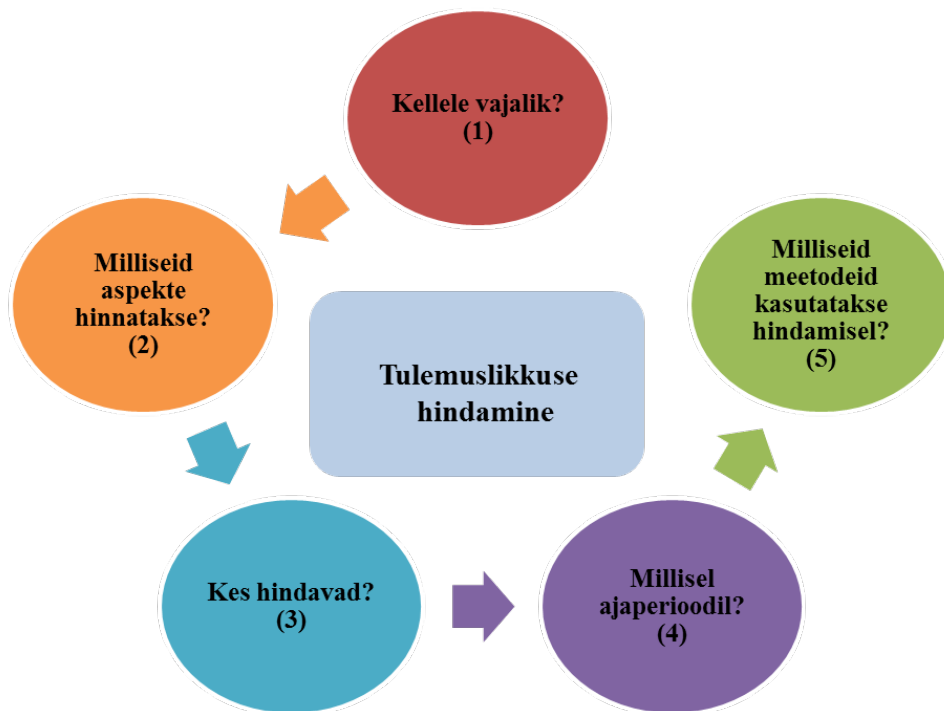 Kellele vajalik?
(1)
Milliseid
aspekte
hinnatakse?
(2)
Kes hindavad?
(3)
Millisel
ajaperioodil?
(4)
Milliseid
meetodeid
kasutatakse
hindamisel?
(5)
Tulemuslikkuse
hindamine